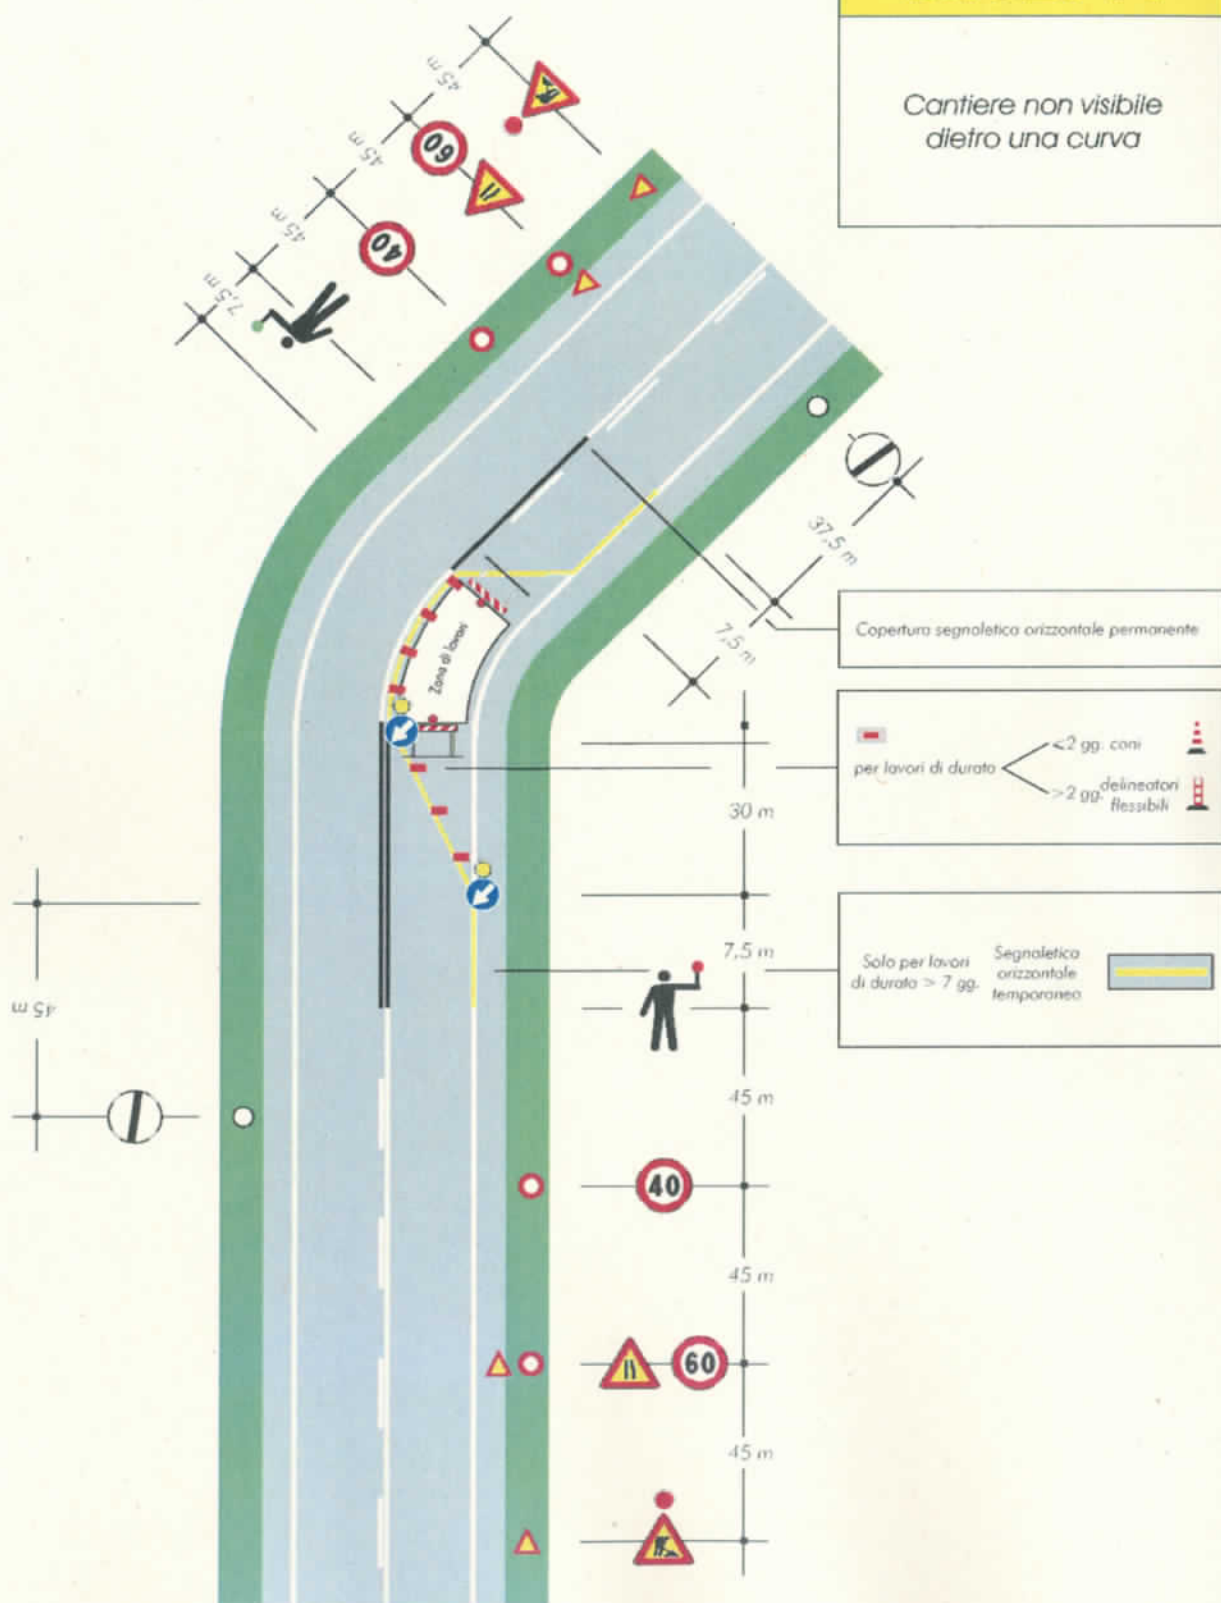 Cantiere non visibile
dietro una curva
45 m
60
45 m
40
45 m
7,5 m
37,5 m
7,5 m
Copertura segnaletica orizzontale permanente
Zona di lavori
per lavori di durata
<2 gg. coni
>2 gg. delineatori
flessibili
30 m
7,5 m
Solo per lavori
di durata > 7 gg.
Segnaletica
orizzontale
temporanea
45 m
45 m
40
45 m
60
45 m